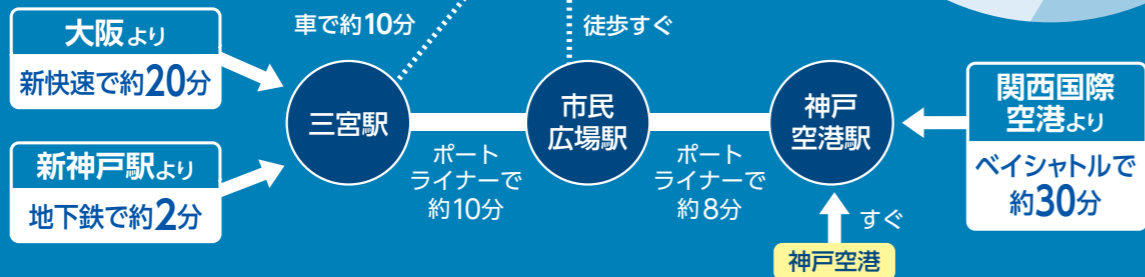 大阪より
新快速で約20分
新神戸駅より
地下鉄で約2分
車で約10分
三宮駅
ポート
ライナーで
約10分
徒歩すぐ
市民
広場駅
ポート
ライナーで
約8分
神戸
空港駅
すぐ
神戸空港
関西国際
空港より
ベイシャトルで
約30分